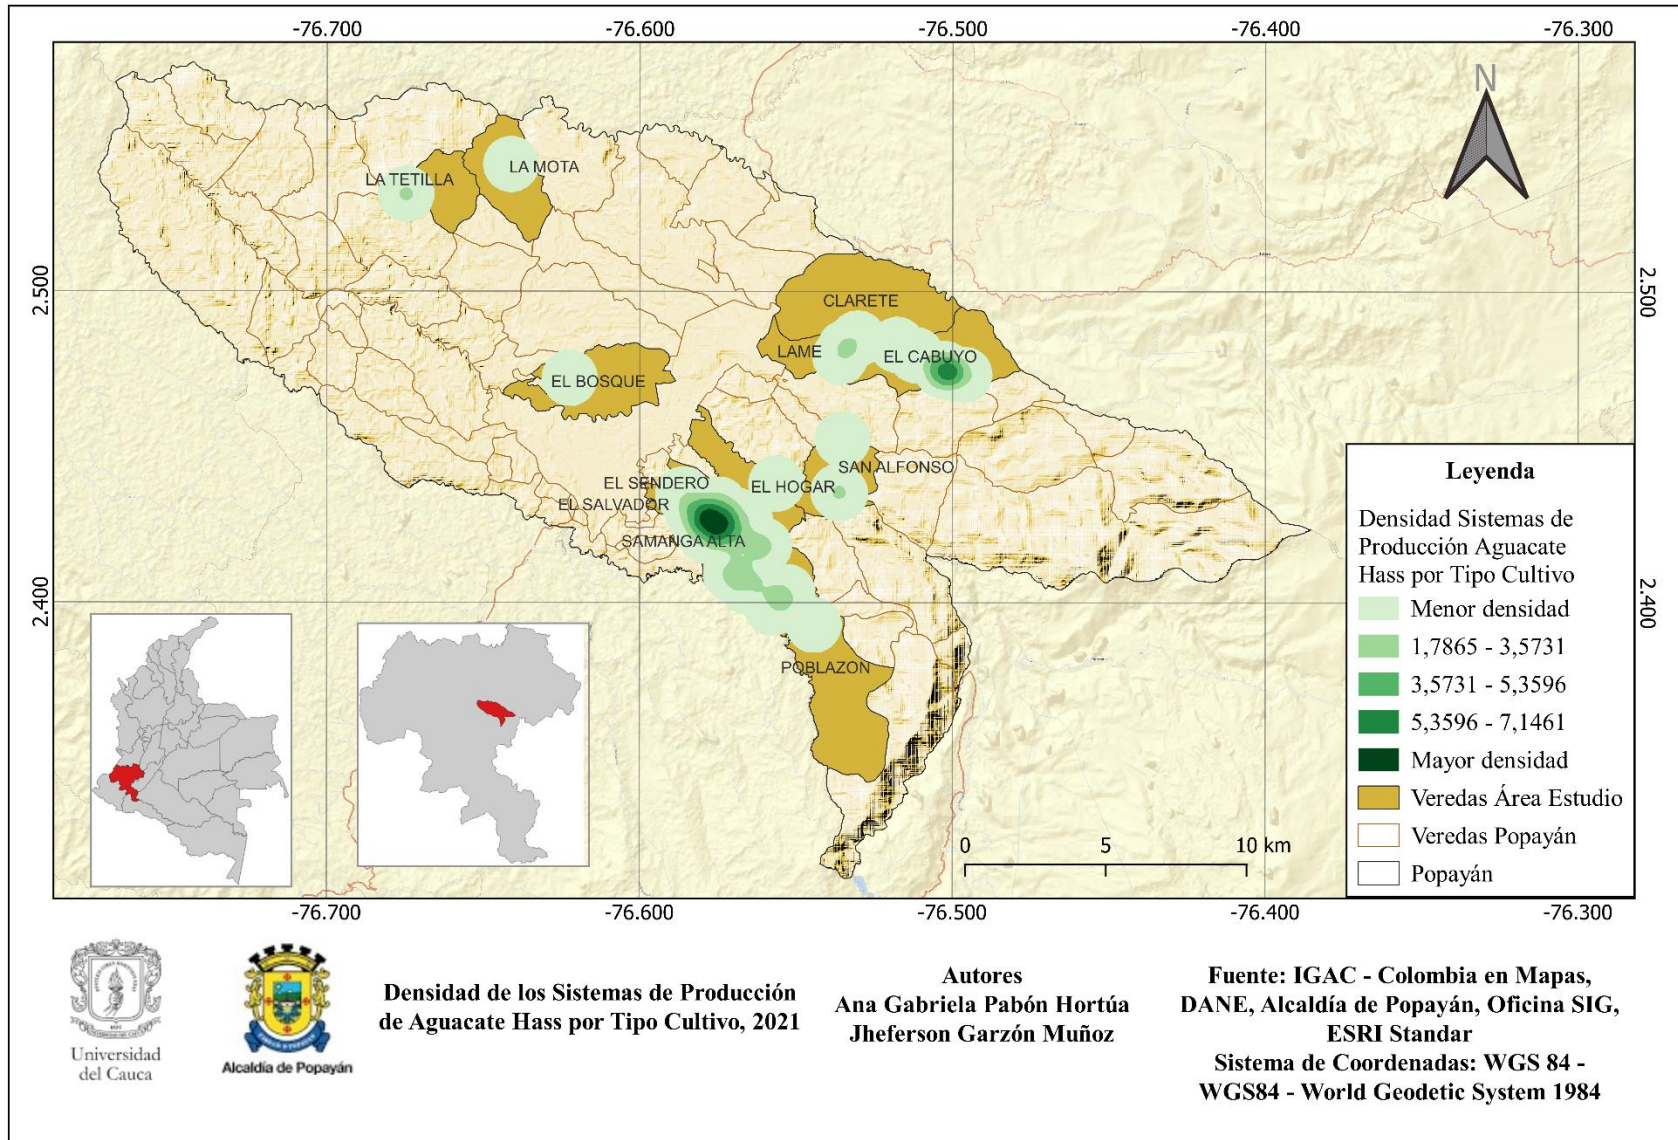 -76.700
-76.600
-76.500
-76.400
-76.300
N
LA MOTA
LA TETILLA
2.500
2.500
CLARETE
LAME
EL CABUYO
EL BOSQUE
SAN ALFONSO
EL SENDERO
EL HOGAR
EL SALVADOR
SAMANGA ALTA
2.400
2.400
POBLAZON
0
5
10 km
Leyenda
Densidad Sistemas de
Producción Aguacate
Hass por Tipo Cultivo
Menor densidad
1,7865 - 3,5731
3,5731 - 5,3596
5,3596 - 7,1461
Mayor densidad
Veredas Área Estudio
Veredas Popayán
Popayán
-76.700
-76.600
-76.500
-76.400
-76.300
Universidad
del Cauca
Alcaldía de Popayán
Densidad de los Sistemas de Producción
de Aguacate Hass por Tipo Cultivo, 2021
Autores
Ana Gabriela Pabón Hortúa
Jheferson Garzón Muñoz
Fuente: IGAC - Colombia en Mapas,
DANE, Alcaldía de Popayán, Oficina SIG,
ESRI Standar
Sistema de Coordenadas: WGS 84 -
WGS84 - World Geodetic System 1984